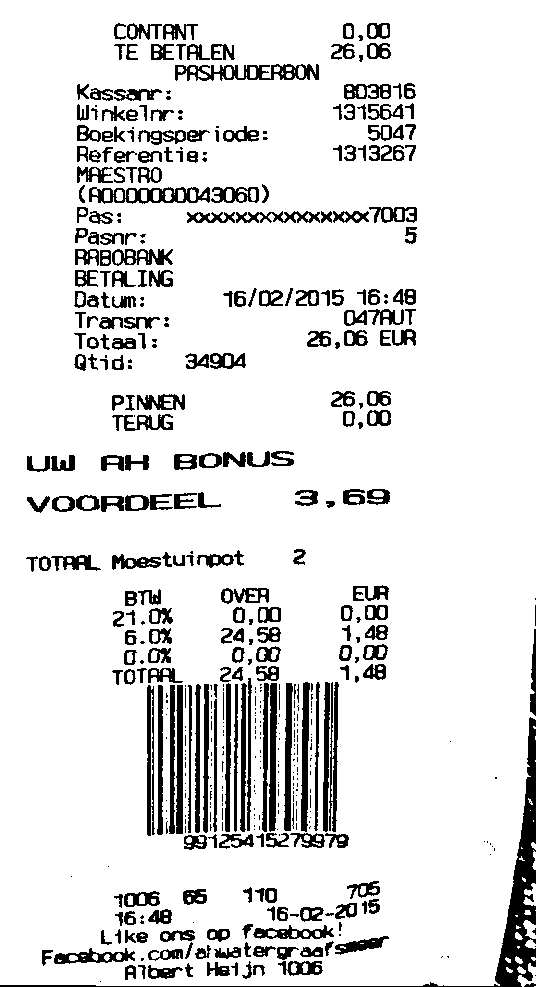 CONTANT 0,00
TE BETALEN 26,06
PASHOUDERBON
Kassanr: 803816
Winkelnr: 1315641
Boekingsperiode: 5047
Referentie: 1313267
MAESTRO
(A0000000043060)
Pas: xxxxxxxxxxxxxxx7003
Pasnr: 5
RABOBANK
BETALING
Datum: 16/02/2015 16:48
Transnr: 047AUT
Totaal: 26,06 EUR
Qtid: 34904
PINNEN 26,06
TERUG 0,00
UW AH BONUS
VOORDEEL 3,69
TOTAAL Moestuinpot 2
BTW OVER EUR
21.0% 0,00 0,00
6.0% 24,58 1,48
0.0% 0,00 0,00
TOTAAL 24,58 1,48
99125415279979
1006 65 110 705
16:48 16-02-2015
Like ons op facebook!
Facebook.com/ahwatergraafsmeer
Albert Heijn 1006